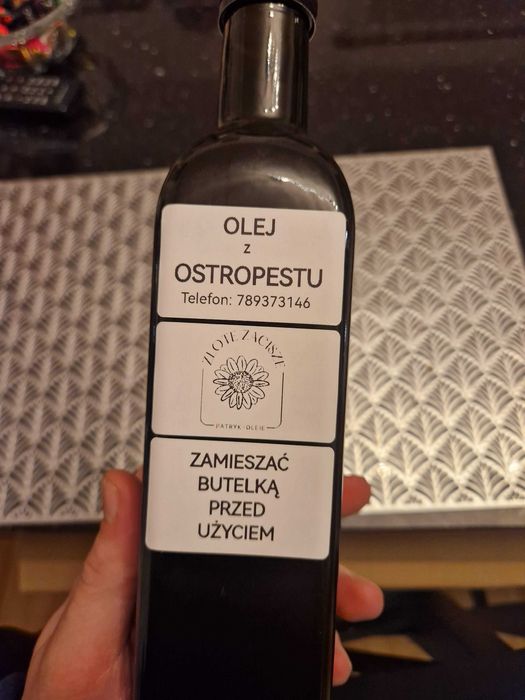 OLEJ
z
OSTROPESTU
Telefon: 789373146
ZŁOTE ZACISZE
PATRYK OLEJE
ZAMIESZAĆ
BUTELKĄ
PRZED
UŻYCIEM